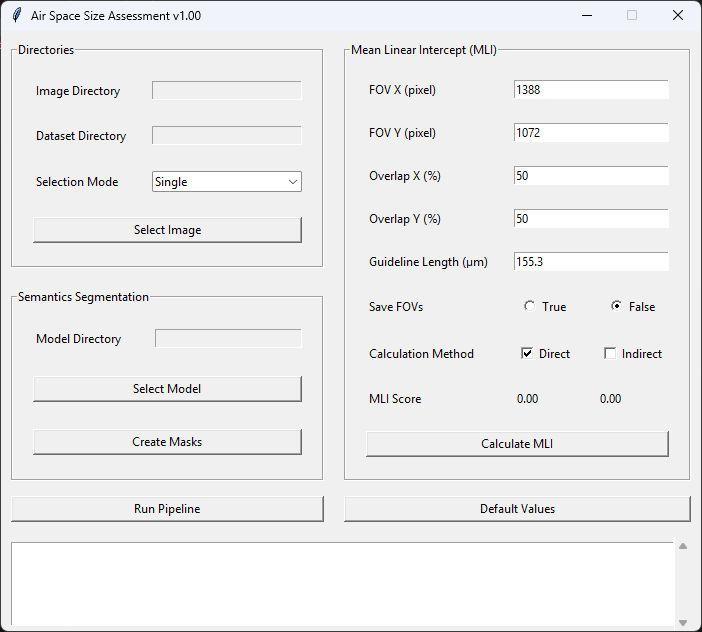 Air Space Size Assessment v1.00
Directories
Image Directory
Dataset Directory
Selection Mode Single
Select Image
Semantics Segmentation
Model Directory
Select Model
Create Masks
Run Pipeline
Mean Linear Intercept (MLI)
FOV X (pixel) 1388
FOV Y (pixel) 1072
Overlap X (%) 50
Overlap Y (%) 50
Guideline Length (µm) 155.3
Save FOVs True False
Calculation Method Direct Indirect
MLI Score 0.00 0.00
Calculate MLI
Default Values